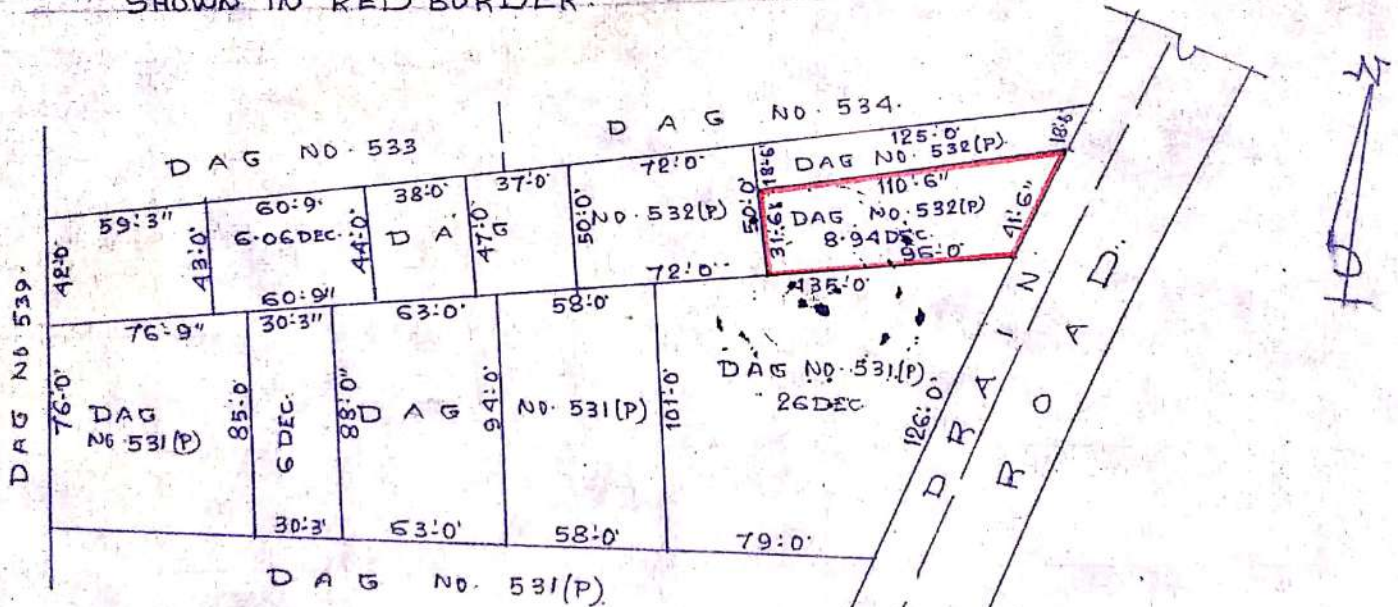 SHOWN IN RED BORDER.
DAG NO. 534.
DAG NO. 533
125'-0"
18'-6"
DAG NO. 532(P)
72'-0"
18'-6
110'-6"
37'-0"
38'-0"
60'-9"
59'-3"
42'-0"
43'-0"
6.06 DEC.
44'-0"
DAG
47'-0"
50'-0"
NO. 532(P)
50'-0"
31'-6"
DAG NO. 532(P)
8.94 DEC.
41'-6"
96'-0"
60'-9"
72'-0"
135'-0"
76'-9"
30'-3"
63'-0"
58'-0"
DAG NO. 539.
76'-0"
DAG
NO 531(P)
85'-0
6 DEC.
88'-0"
DAG
94'-0"
NO. 531(P)
101'-0"
DAG NO. 531(P)
26 DEC
126'-0"
DRAIN
ROAD.
30'-3"
63'-0"
58'-0"
79'-0"
DAG NO. 531(P)
N